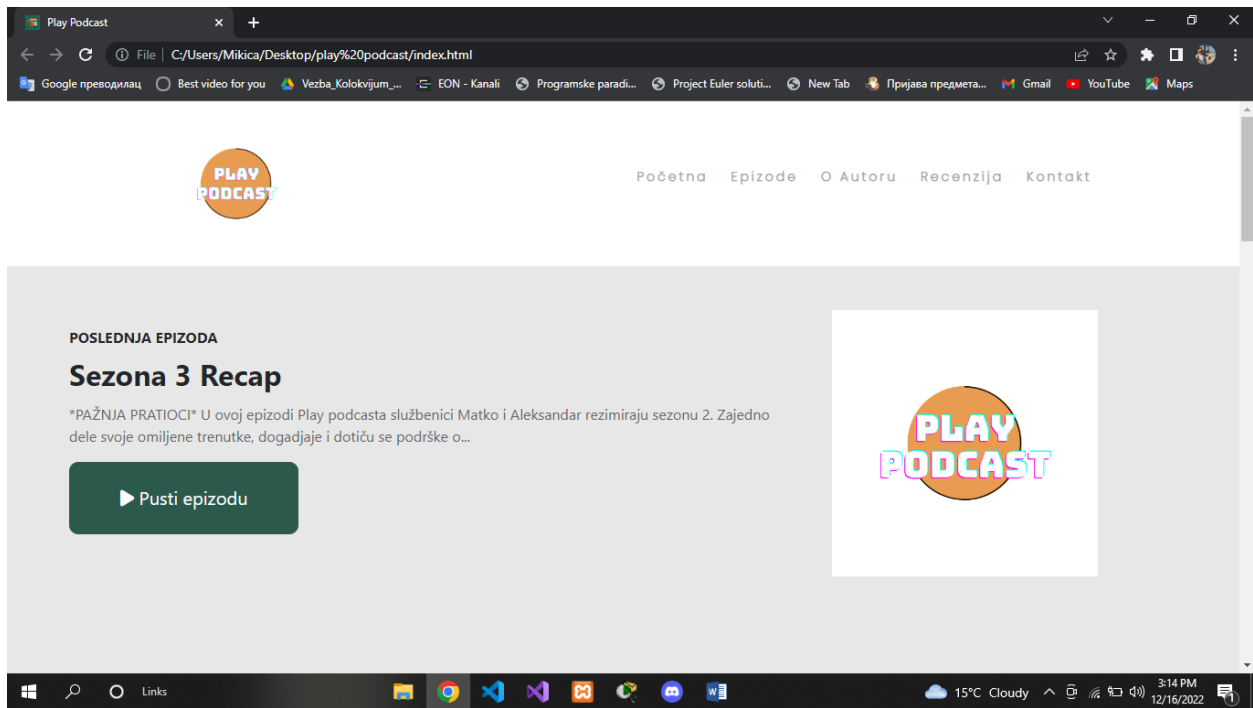 Play Podcast
File
C:/Users/Mikica/Desktop/play%20podcast/index.html
Google преводилац Best video for you Vezba_Kolokvijum_... EON - Kanali Programske paradi... Project Euler soluti... New Tab Пријава предмета... Gmail YouTube Maps
PLAY
PODCAST
Početna Epizode O Autoru Recenzija Kontakt
POSLEDNJA EPIZODA
Sezona 3 Recap
*PAŽNJA PRATIOCI* U ovoj epizodi Play podcasta službenici Matko i Aleksandar rezimiraju sezonu 2. Zajedno
dele svoje omiljene trenutke, dogadjaje i dotiču se podrške o...
Pusti epizodu
PLAY
PODCAST
Links
15°C Cloudy
3:14 PM
12/16/2022
1